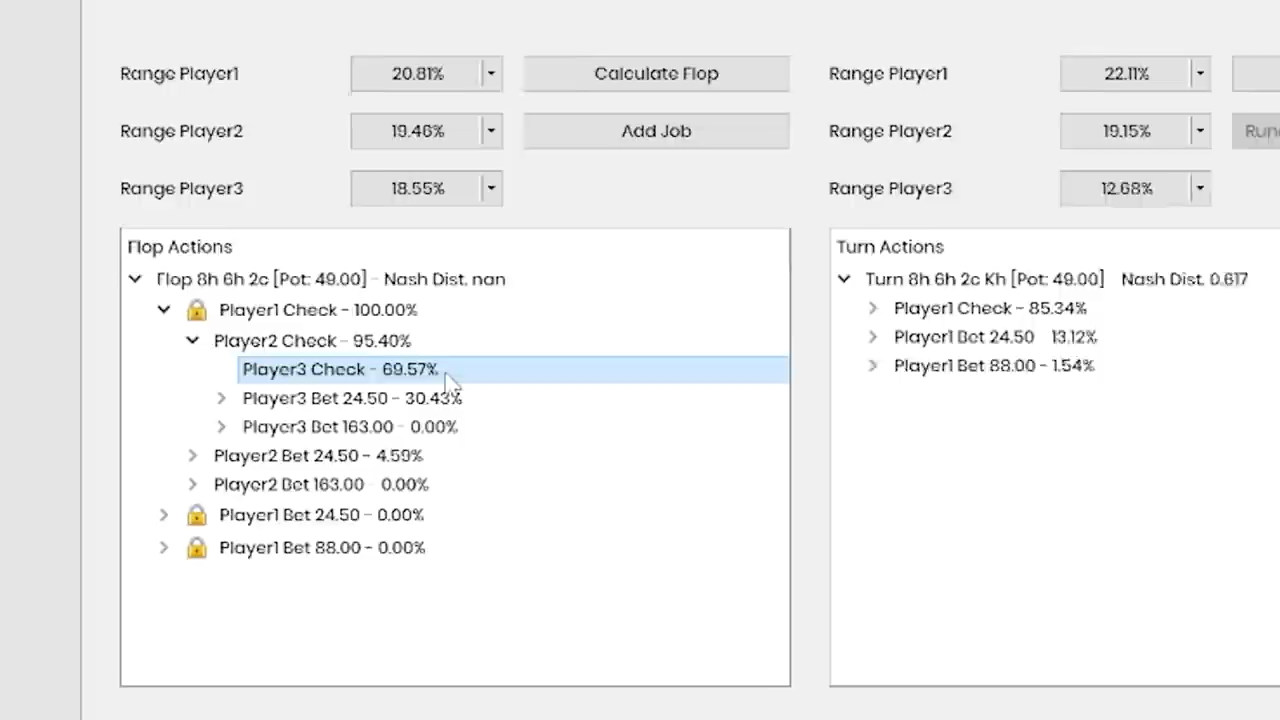 Range Player1 20.81% Calculate Flop
Range Player2 19.46% Add Job
Range Player3 18.55%
Flop Actions
Flop 8h 6h 2c [Pot: 49.00] - Nash Dist. nan
Player1 Check - 100.00%
Player2 Check - 95.40%
Player3 Check - 69.57%
Player3 Bet 24.50 - 30.43%
Player3 Bet 163.00 - 0.00%
Player2 Bet 24.50 - 4.59%
Player2 Bet 163.00 0.00%
Player1 Bet 24.50 - 0.00%
Player1 Bet 88.00 - 0.00%
Range Player1 22.11%
Range Player2 19.15%
Range Player3 12.68%
Turn Actions
Turn 8h 6h 2c Kh [Pot: 49.00] Nash Dist. 0.617
Player1 Check - 85.34%
Player1 Bet 24.50 13.12%
Player1 Bet 88.00 - 1.54%